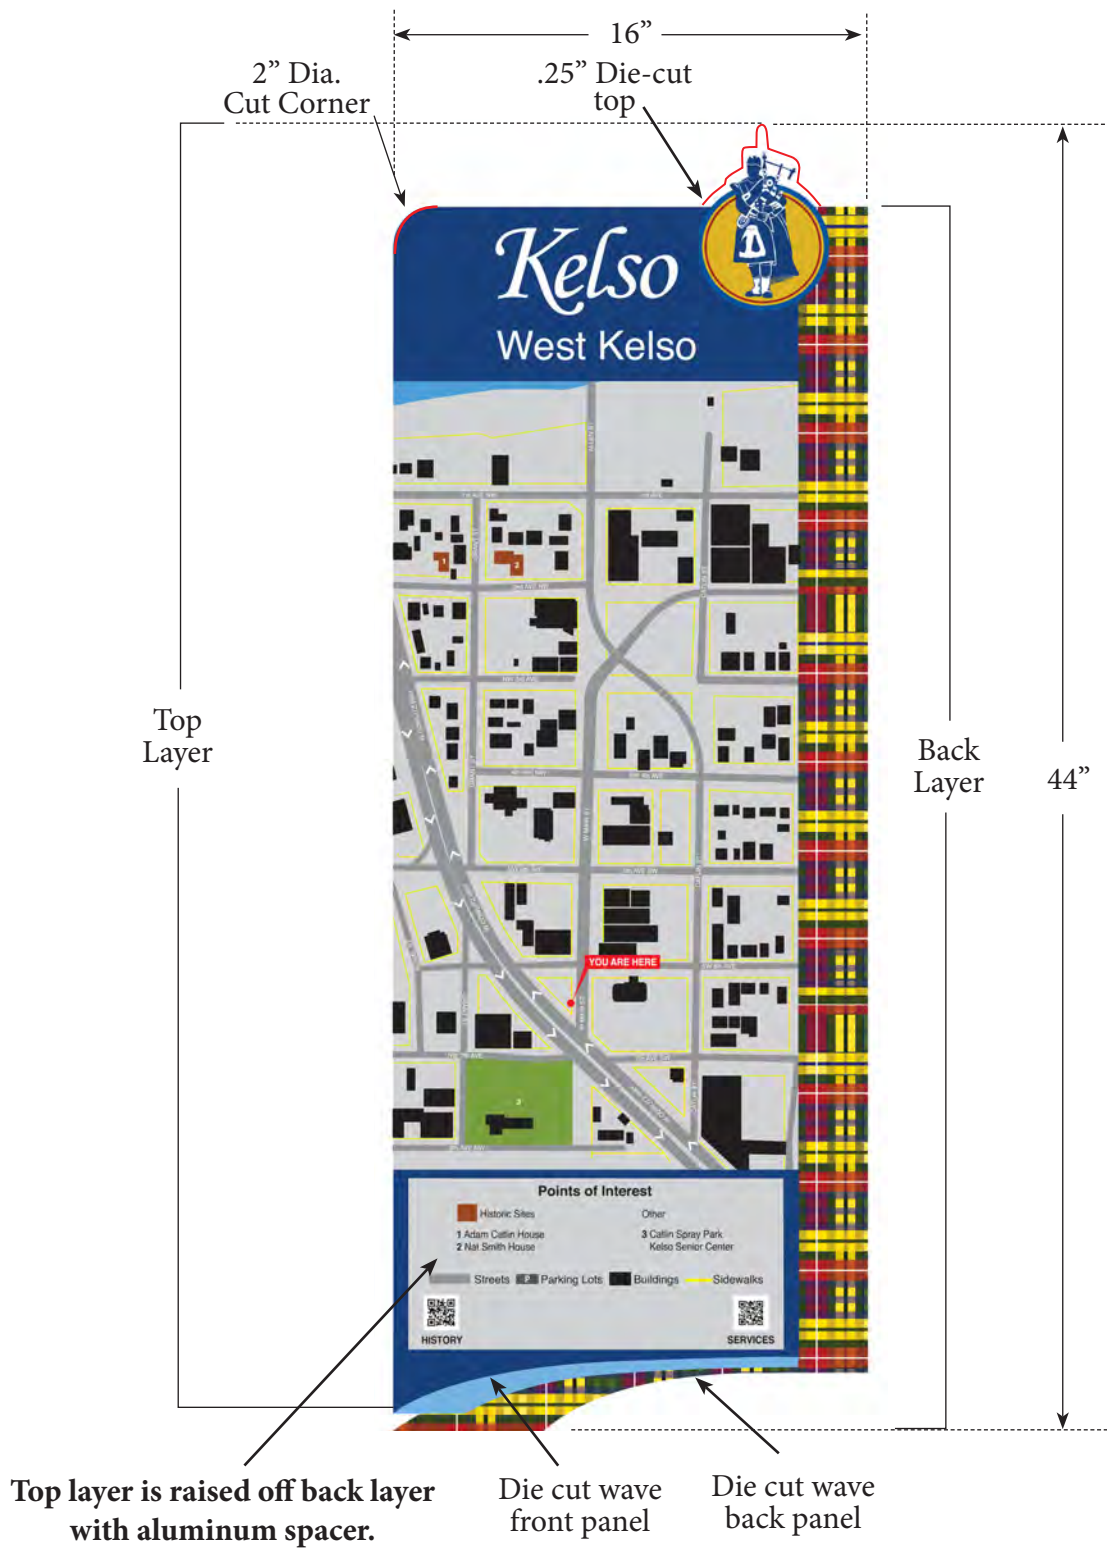 16”
2” Dia.
Cut Corner
.25” Die-cut
top
Kelso
West Kelso
Top
Layer
Back
Layer
44”
1
2
YOU ARE HERE
3
Points of Interest
Historic Sites
Other
1 Adam Catlin House
2 Nat Smith House
3 Catlin Spray Park
Kelso Senior Center
Streets
P
Parking Lots
Buildings
Sidewalks
HISTORY
SERVICES
Top layer is raised off back layer
with aluminum spacer.
Die cut wave
front panel
Die cut wave
back panel